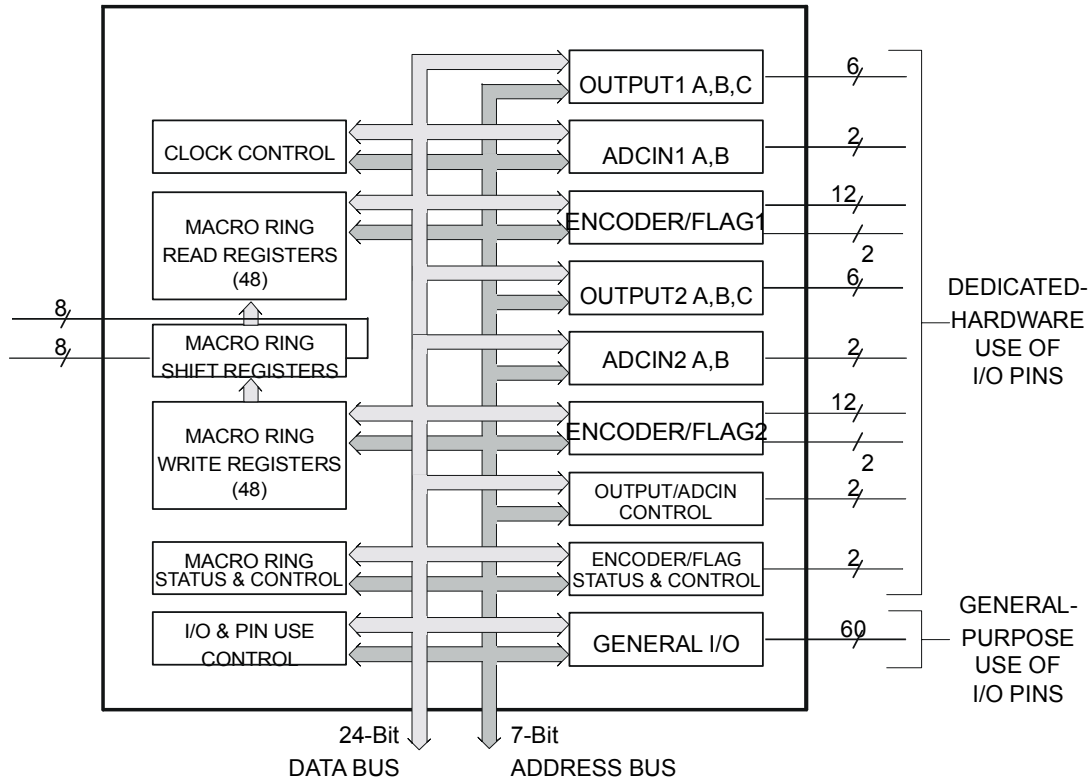 OUTPUT1 A,B,C
6
CLOCK CONTROL
ADCIN1 A,B
2
MACRO RING
READ REGISTERS
(48)
ENCODER/FLAG1
12
2
OUTPUT2 A,B,C
6
8
8
MACRO RING
SHIFT REGISTERS
ADCIN2 A,B
2
MACRO RING
WRITE REGISTERS
(48)
ENCODER/FLAG2
12
2
OUTPUT/ADCIN
CONTROL
2
MACRO RING
STATUS & CONTROL
ENCODER/FLAG
STATUS & CONTROL
2
I/O & PIN USE
CONTROL
GENERAL I/O
60
DEDICATED-
HARDWARE
USE OF
I/O PINS
GENERAL-
PURPOSE
USE OF
I/O PINS
24-Bit
DATA BUS
7-Bit
ADDRESS BUS